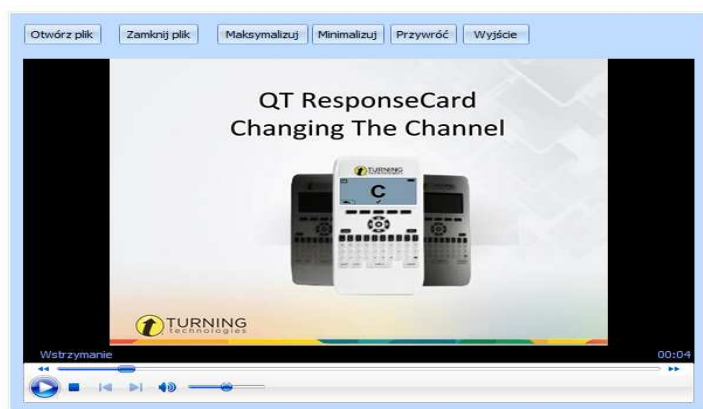 Otwórz plik Zamknij plik Maksymalizuj Minimalizuj Przywróć Wyjście
QT ResponseCard
Changing The Channel
TURNING
technologies
C
TURNING
technologies
Wstrzymanie 00:04